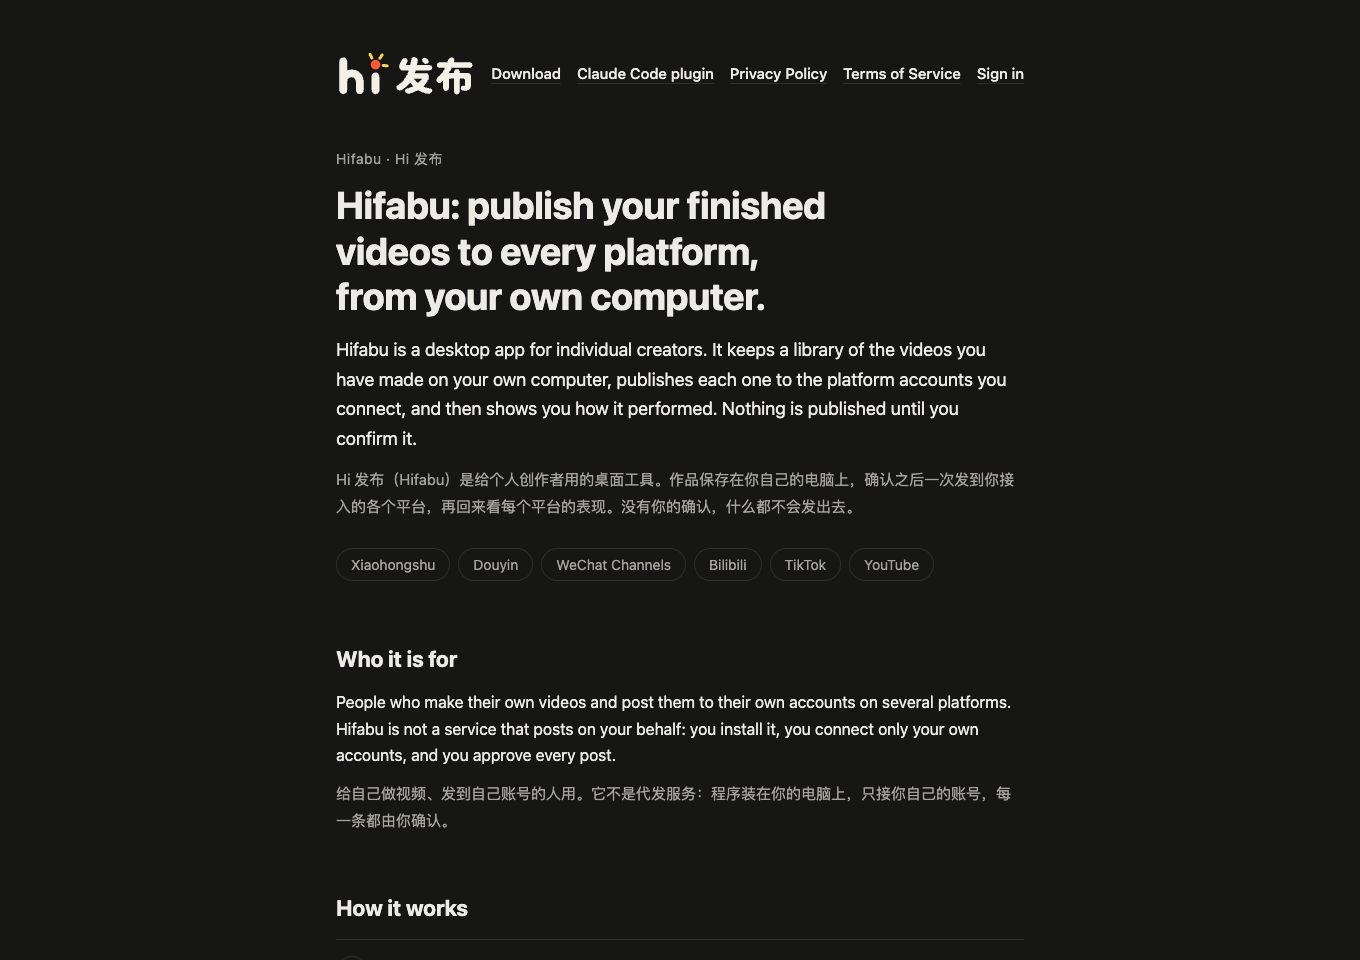 hi 发布
Download
Claude Code plugin
Privacy Policy
Terms of Service
Sign in
Hifabu · Hi 发布
Hifabu: publish your finished
videos to every platform,
from your own computer.
Hifabu is a desktop app for individual creators. It keeps a library of the videos you
have made on your own computer, publishes each one to the platform accounts you
connect, and then shows you how it performed. Nothing is published until you
confirm it.
Hi 发布（Hifabu）是给个人创作者用的桌面工具。作品保存在你自己的电脑上，确认之后一次发到你接
入的各个平台，再回来看每个平台的表现。没有你的确认，什么都不会发出去。
Xiaohongshu
Douyin
WeChat Channels
Bilibili
TikTok
YouTube
Who it is for
People who make their own videos and post them to their own accounts on several platforms.
Hifabu is not a service that posts on your behalf: you install it, you connect only your own
accounts, and you approve every post.
给自己做视频、发到自己账号的人用。它不是代发服务：程序装在你的电脑上，只接你自己的账号，每
一条都由你确认。
How it works